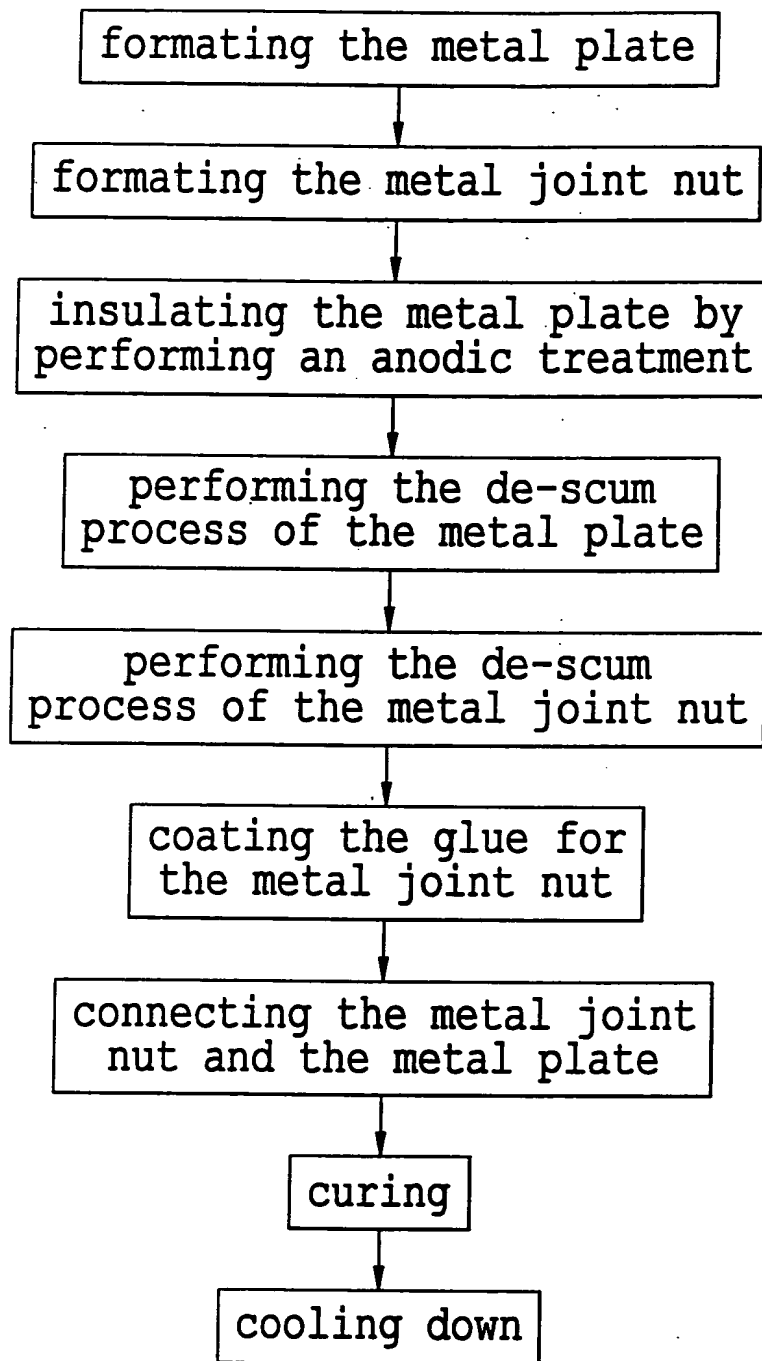 formating the metal plate
formating the metal joint nut
insulating the metal plate by
performing an anodic treatment
performing the de-scum
process of the metal plate
performing the de-scum
process of the metal joint nut
coating the glue for
the metal joint nut
connecting the metal joint
nut and the metal plate
curing
cooling down